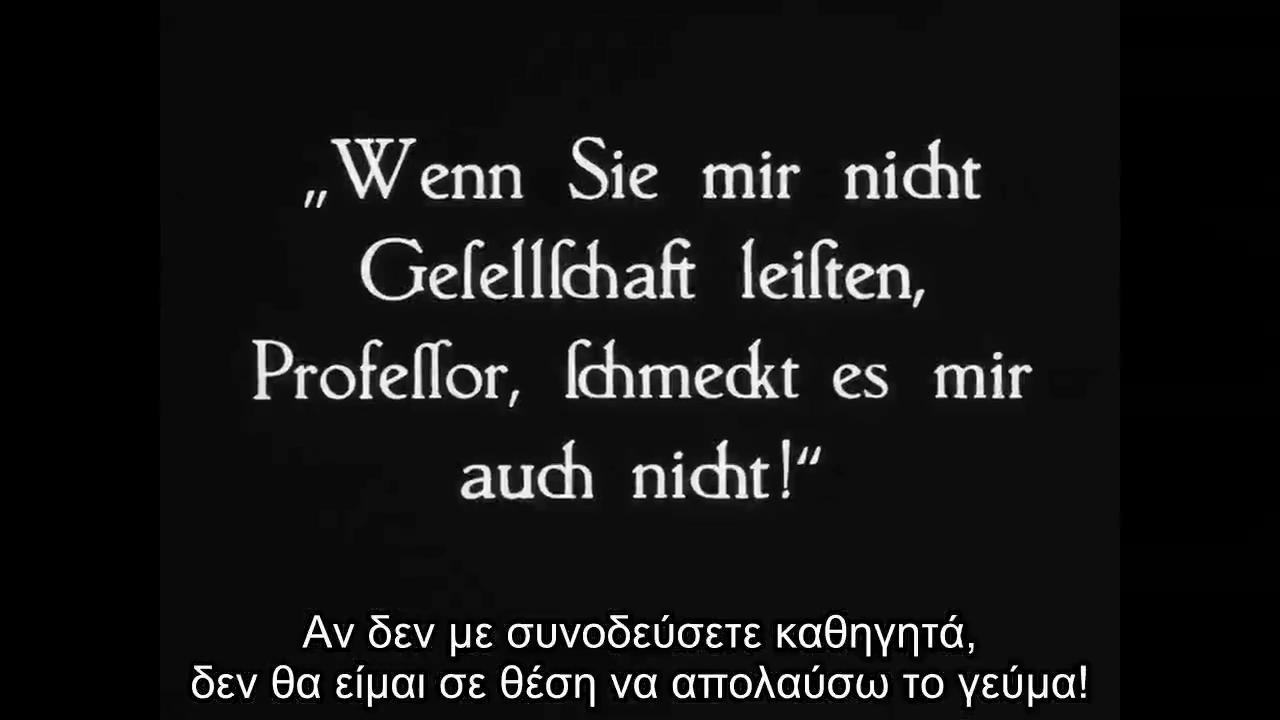 „Wenn Sie mir nicht
Geſellſchaft leiſten,
Profeſſor, ſchmeckt es mir
auch nicht!“
Αν δεν με συνοδεύσετε καθηγητά,
δεν θα είμαι σε θέση να απολαύσω το γεύμα!